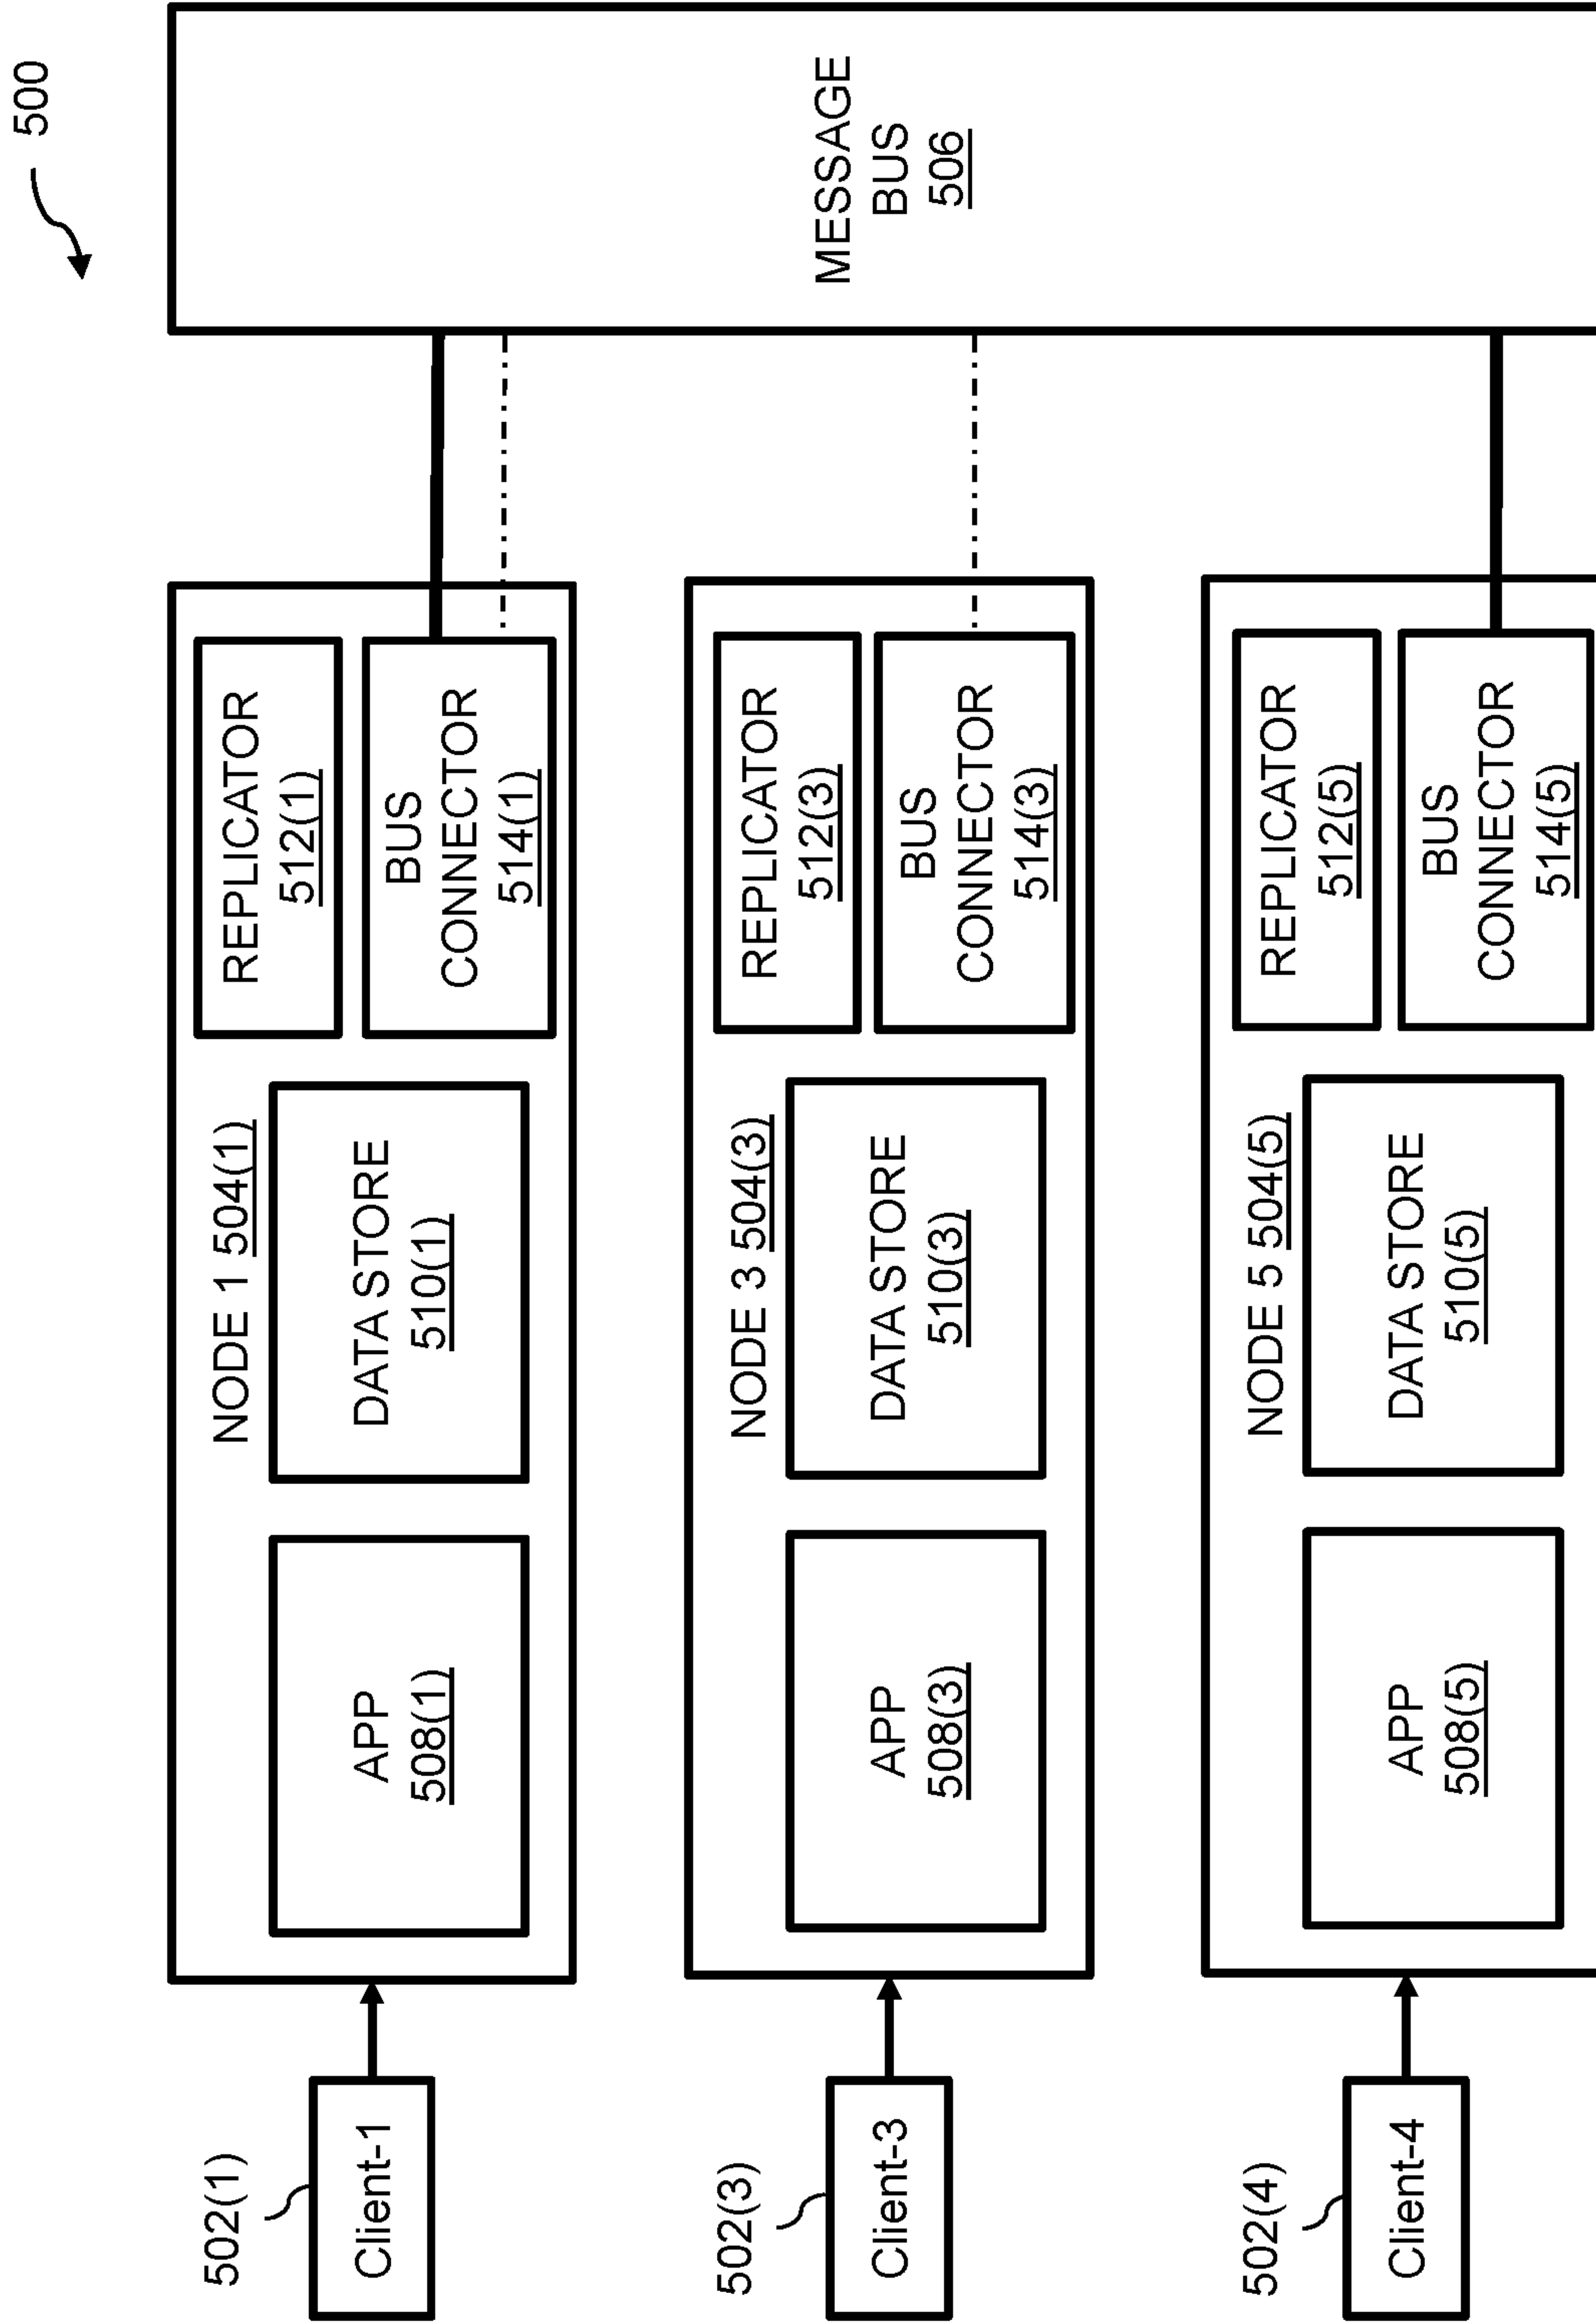 500
MESSAGE
BUS
506
REPLICATOR
512(1)
BUS
CONNECTOR
514(1)
NODE 1 504(1)
DATA STORE
510(1)
APP
508(1)
502(1)
Client-1
REPLICATOR
512(3)
BUS
CONNECTOR
514(3)
NODE 3 504(3)
DATA STORE
510(3)
APP
508(3)
502(3)
Client-3
REPLICATOR
512(5)
BUS
CONNECTOR
514(5)
NODE 5 504(5)
DATA STORE
510(5)
APP
508(5)
502(4)
Client-4